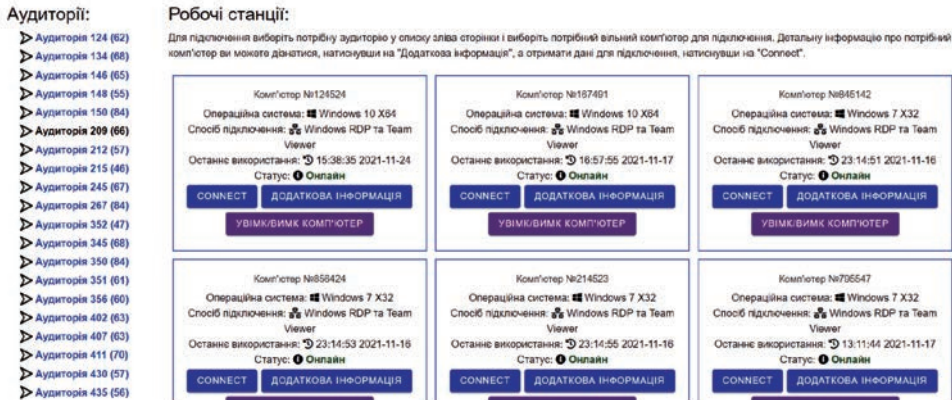 Аудиторії:
Аудиторія 124 (62)
Аудиторія 134 (68)
Аудиторія 146 (65)
Аудиторія 148 (55)
Аудиторія 150 (84)
Аудиторія 209 (66)
Аудиторія 212 (57)
Аудиторія 215 (46)
Аудиторія 245 (67)
Аудиторія 267 (84)
Аудиторія 352 (47)
Аудиторія 345 (68)
Аудиторія 350 (84)
Аудиторія 351 (61)
Аудиторія 356 (60)
Аудиторія 402 (63)
Аудиторія 407 (63)
Аудиторія 411 (70)
Аудиторія 430 (57)
Аудиторія 435 (56)
Робочі станції:
Для підключення виберіть потрібну аудиторію у списку зліва сторінки і виберіть потрібний вільний комп'ютер для підключення. Детальну інформацію про потрібний
комп'ютер ви можете дізнатися, натиснувши на "Додаткова інформація", а отримати дані для підключення, натиснувши на "Connect".
Комп'ютер №124524
Операційна система: Windows 10 X64
Спосіб підключення: Windows RDP та Team
Viewer
Останнє використання: 15:38:35 2021-11-24
Статус: Онлайн
CONNECT ДОДАТКОВА ІНФОРМАЦІЯ
УВІМК/ВИМК КОМП'ЮТЕР
Комп'ютер №167491
Операційна система: Windows 10 X64
Спосіб підключення: Windows RDP та Team
Viewer
Останнє використання: 16:57:55 2021-11-17
Статус: Онлайн
CONNECT ДОДАТКОВА ІНФОРМАЦІЯ
УВІМК/ВИМК КОМП'ЮТЕР
Комп'ютер №846142
Операційна система: Windows 7 X32
Спосіб підключення: Windows RDP та Team
Viewer
Останнє використання: 23:14:51 2021-11-16
Статус: Онлайн
CONNECT ДОДАТКОВА ІНФОРМАЦІЯ
УВІМК/ВИМК КОМП'ЮТЕР
Комп'ютер №856424
Операційна система: Windows 7 X32
Спосіб підключення: Windows RDP та Team
Viewer
Останнє використання: 23:14:53 2021-11-16
Статус: Онлайн
CONNECT ДОДАТКОВА ІНФОРМАЦІЯ
Комп'ютер №214523
Операційна система: Windows 7 X32
Спосіб підключення: Windows RDP та Team
Viewer
Останнє використання: 23:14:55 2021-11-16
Статус: Онлайн
CONNECT ДОДАТКОВА ІНФОРМАЦІЯ
Комп'ютер №795547
Операційна система: Windows 7 X32
Спосіб підключення: Windows RDP та Team
Viewer
Останнє використання: 13:11:44 2021-11-17
Статус: Онлайн
CONNECT ДОДАТКОВА ІНФОРМАЦІЯ